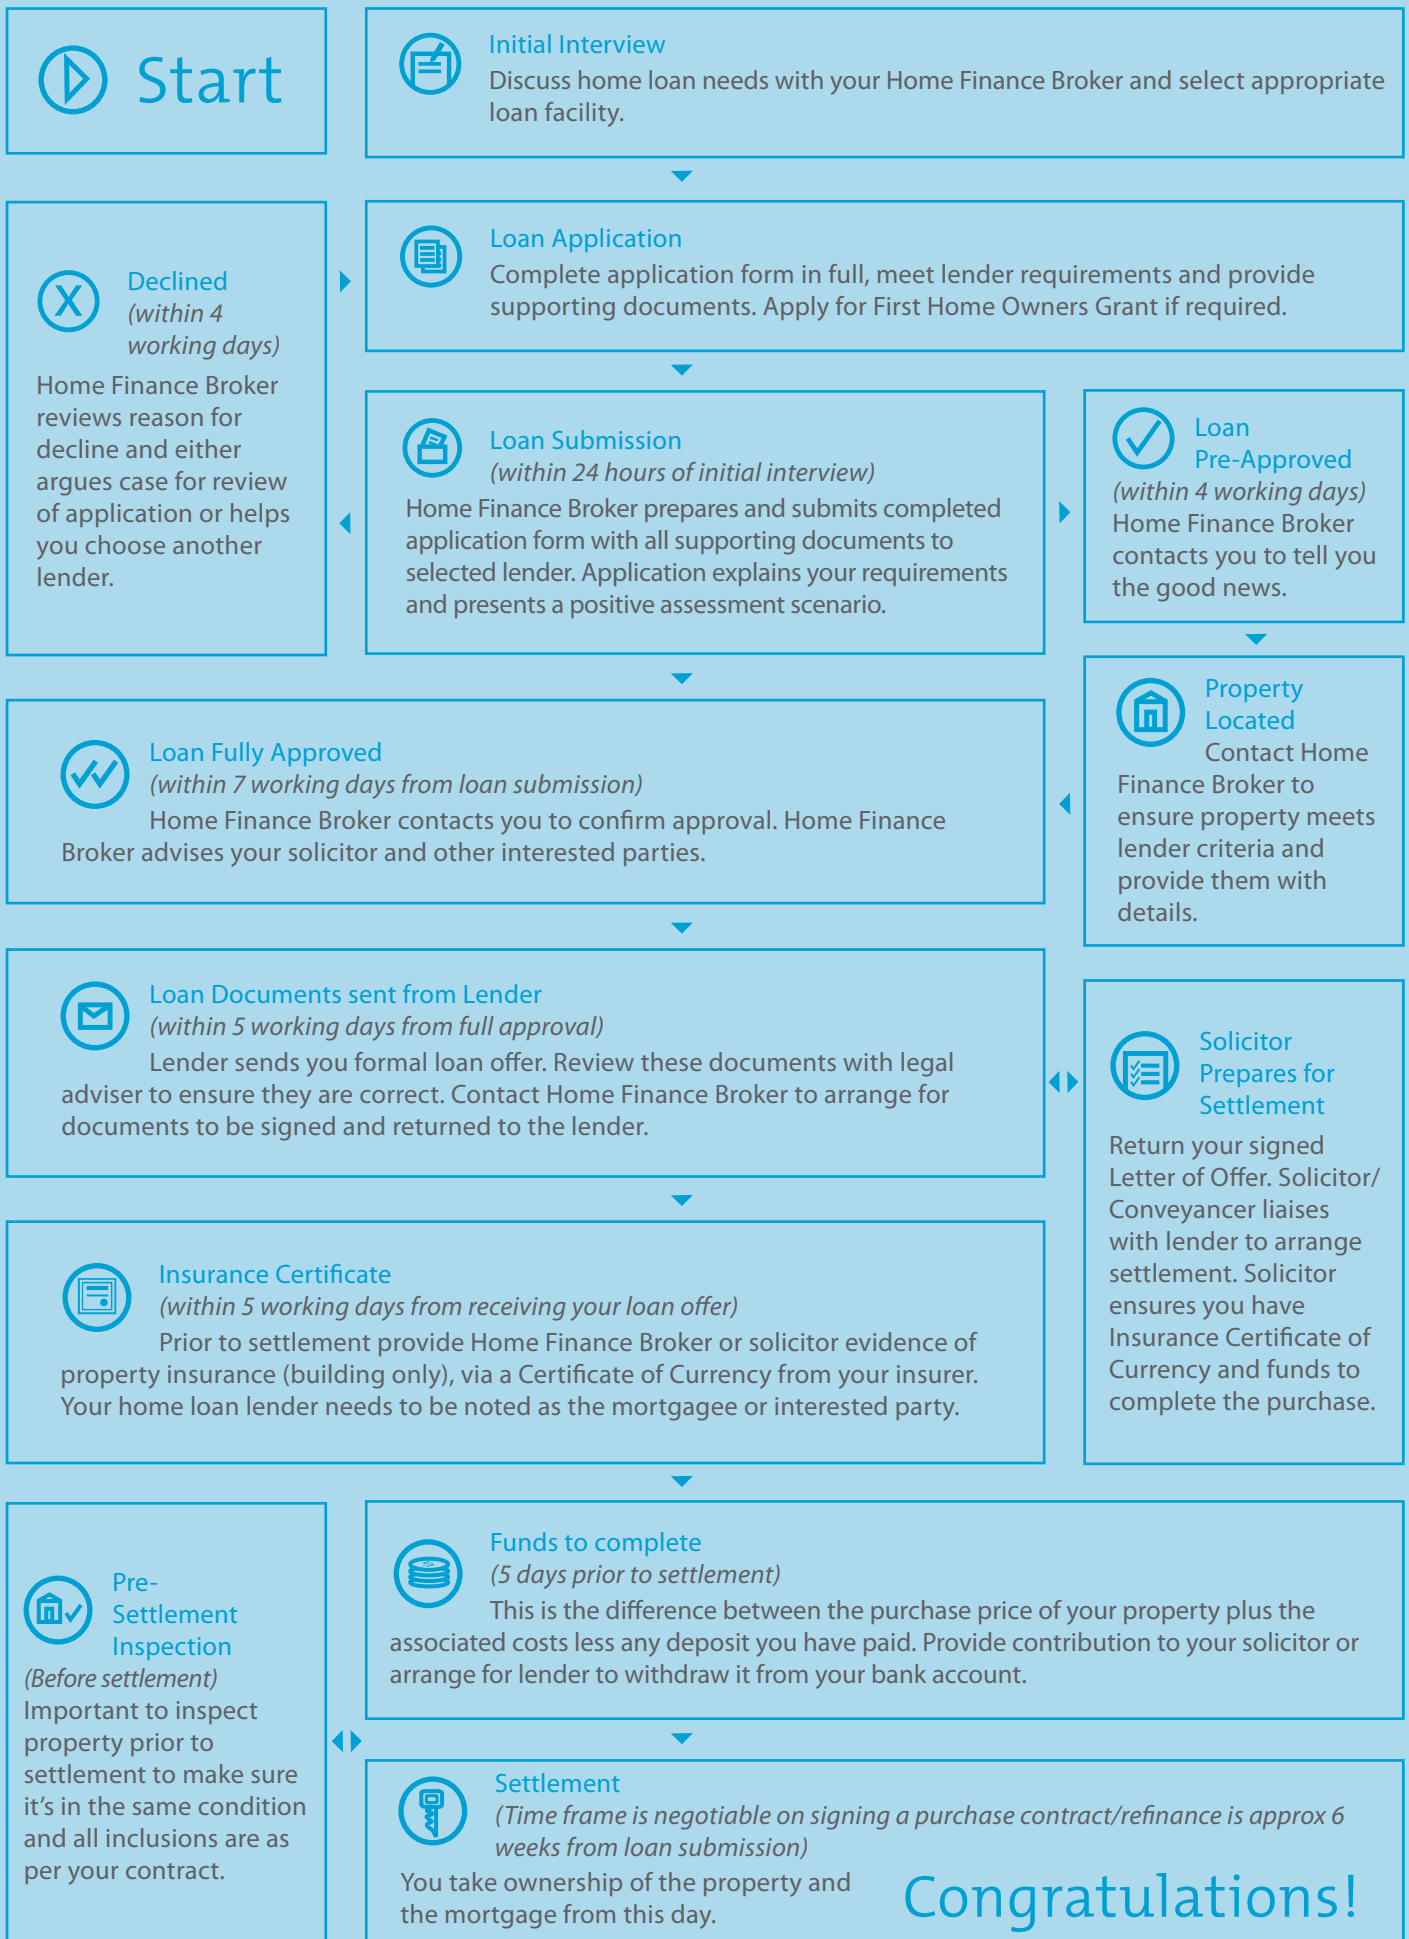 Start
Initial Interview
Discuss home loan needs with your Home Finance Broker and select appropriate
loan facility.
Declined
(within 4
working days)
Home Finance Broker
reviews reason for
decline and either
argues case for review
of application or helps
you choose another
lender.
Loan Application
Complete application form in full, meet lender requirements and provide
supporting documents. Apply for First Home Owners Grant if required.
Loan Submission
(within 24 hours of initial interview)
Home Finance Broker prepares and submits completed
application form with all supporting documents to
selected lender. Application explains your requirements
and presents a positive assessment scenario.
Loan
Pre-Approved
(within 4 working days)
Home Finance Broker
contacts you to tell you
the good news.
Property
Located
Contact Home
Finance Broker to
ensure property meets
lender criteria and
provide them with
details.
Loan Fully Approved
(within 7 working days from loan submission)
Home Finance Broker contacts you to confirm approval. Home Finance
Broker advises your solicitor and other interested parties.
Loan Documents sent from Lender
(within 5 working days from full approval)
Lender sends you formal loan offer. Review these documents with legal
adviser to ensure they are correct. Contact Home Finance Broker to arrange for
documents to be signed and returned to the lender.
Solicitor
Prepares for
Settlement
Return your signed
Letter of Offer. Solicitor/
Conveyancer liaises
with lender to arrange
settlement. Solicitor
ensures you have
Insurance Certificate of
Currency and funds to
complete the purchase.
Insurance Certificate
(within 5 working days from receiving your loan offer)
Prior to settlement provide Home Finance Broker or solicitor evidence of
property insurance (building only), via a Certificate of Currency from your insurer.
Your home loan lender needs to be noted as the mortgagee or interested party.
Pre-
Settlement
Inspection
(Before settlement)
Important to inspect
property prior to
settlement to make sure
it's in the same condition
and all inclusions are as
per your contract.
Funds to complete
(5 days prior to settlement)
This is the difference between the purchase price of your property plus the
associated costs less any deposit you have paid. Provide contribution to your solicitor or
arrange for lender to withdraw it from your bank account.
Settlement
(Time frame is negotiable on signing a purchase contract/refinance is approx 6
weeks from loan submission)
You take ownership of the property and
the mortgage from this day.
Congratulations!